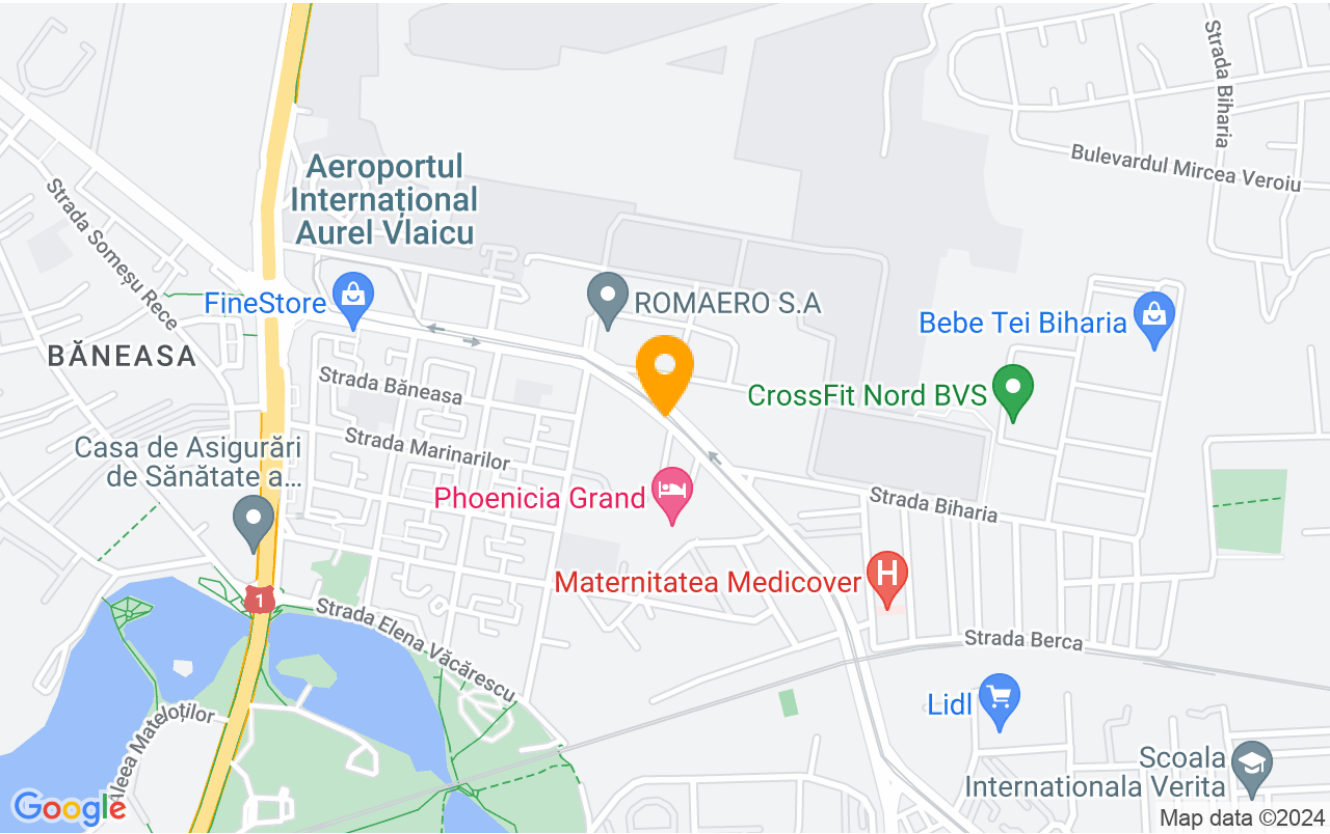 Strada Biharia
Bulevardul Mircea Veroiu
Aeroportul
Internațional
Aurel Vlaicu
Strada Someșu Rece
FineStore
ROMAERO S.A
Bebe Tei Biharia
BĂNEASA
Strada Băneasa
CrossFit Nord BVS
Strada Marinarilor
Casa de Asigurări
de Sănătate a...
Phoenicia Grand
Strada Biharia
Maternitatea Medicover
H
1
Strada Elena Văcărescu
Strada Berca
Lidl
Aleea Mateloților
Scoala
Internationala Verita
Google
Map data ©2024